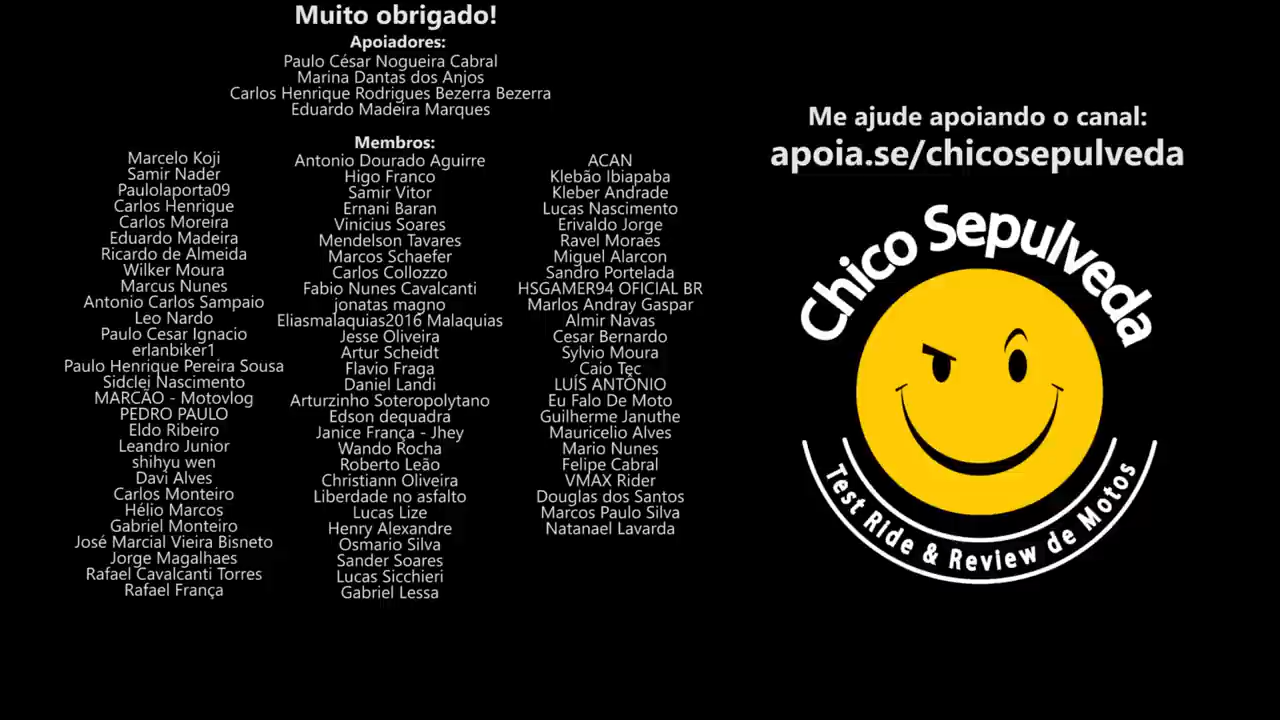 Muito obrigado!
Apoiadores:
Paulo César Nogueira Cabral
Marina Dantas dos Anjos
Carlos Henrique Rodrigues Bezerra Bezerra
Eduardo Madeira Marques
Membros:
Marcelo Koji
Samir Nader
Paulolaporta09
Carlos Henrique
Carlos Moreira
Eduardo Madeira
Ricardo de Almeida
Wilker Moura
Marcus Nunes
Antonio Carlos Sampaio
Leo Nardo
Paulo Cesar Ignacio
erlanbiker1
Paulo Henrique Pereira Sousa
Sidclei Nascimento
MARCÃO - Motovlog
PEDRO PAULO
Eldo Ribeiro
Leandro Junior
shihyu wen
Davi Alves
Carlos Monteiro
Hélio Marcos
Gabriel Monteiro
José Marcial Vieira Bisneto
Jorge Magalhaes
Rafael Cavalcanti Torres
Rafael França
Antonio Dourado Aguirre
Higo Franco
Samir Vitor
Ernani Baran
Vinicius Soares
Mendelson Tavares
Marcos Schaefer
Carlos Collozzo
Fabio Nunes Cavalcanti
jonatas magno
Eliasmalaquias2016 Malaquias
Jesse Oliveira
Artur Scheidt
Flavio Fraga
Daniel Landi
Arturzinho Soteropolytano
Edson dequadra
Janice França - Jhey
Wando Rocha
Roberto Leão
Christiann Oliveira
Liberdade no asfalto
Lucas Lize
Henry Alexandre
Osmario Silva
Sander Soares
Lucas Sicchieri
Gabriel Lessa
ACAN
Klebão Ibiapaba
Kleber Andrade
Lucas Nascimento
Erivaldo Jorge
Ravel Moraes
Miguel Alarcon
Sandro Portelada
HSGAMER94 OFICIAL BR
Marlos Andray Gaspar
Almir Navas
Cesar Bernardo
Sylvio Moura
Caio Tec
LUÍS ANTÔNIO
Eu Falo De Moto
Guilherme Januthe
Mauricelio Alves
Mario Nunes
Felipe Cabral
VMAX Rider
Douglas dos Santos
Marcos Paulo Silva
Natanael Lavarda
Me ajude apoiando o canal:
apoia.se/chicosepulveda
Chico Sepulveda
Test Ride & Review de Motos